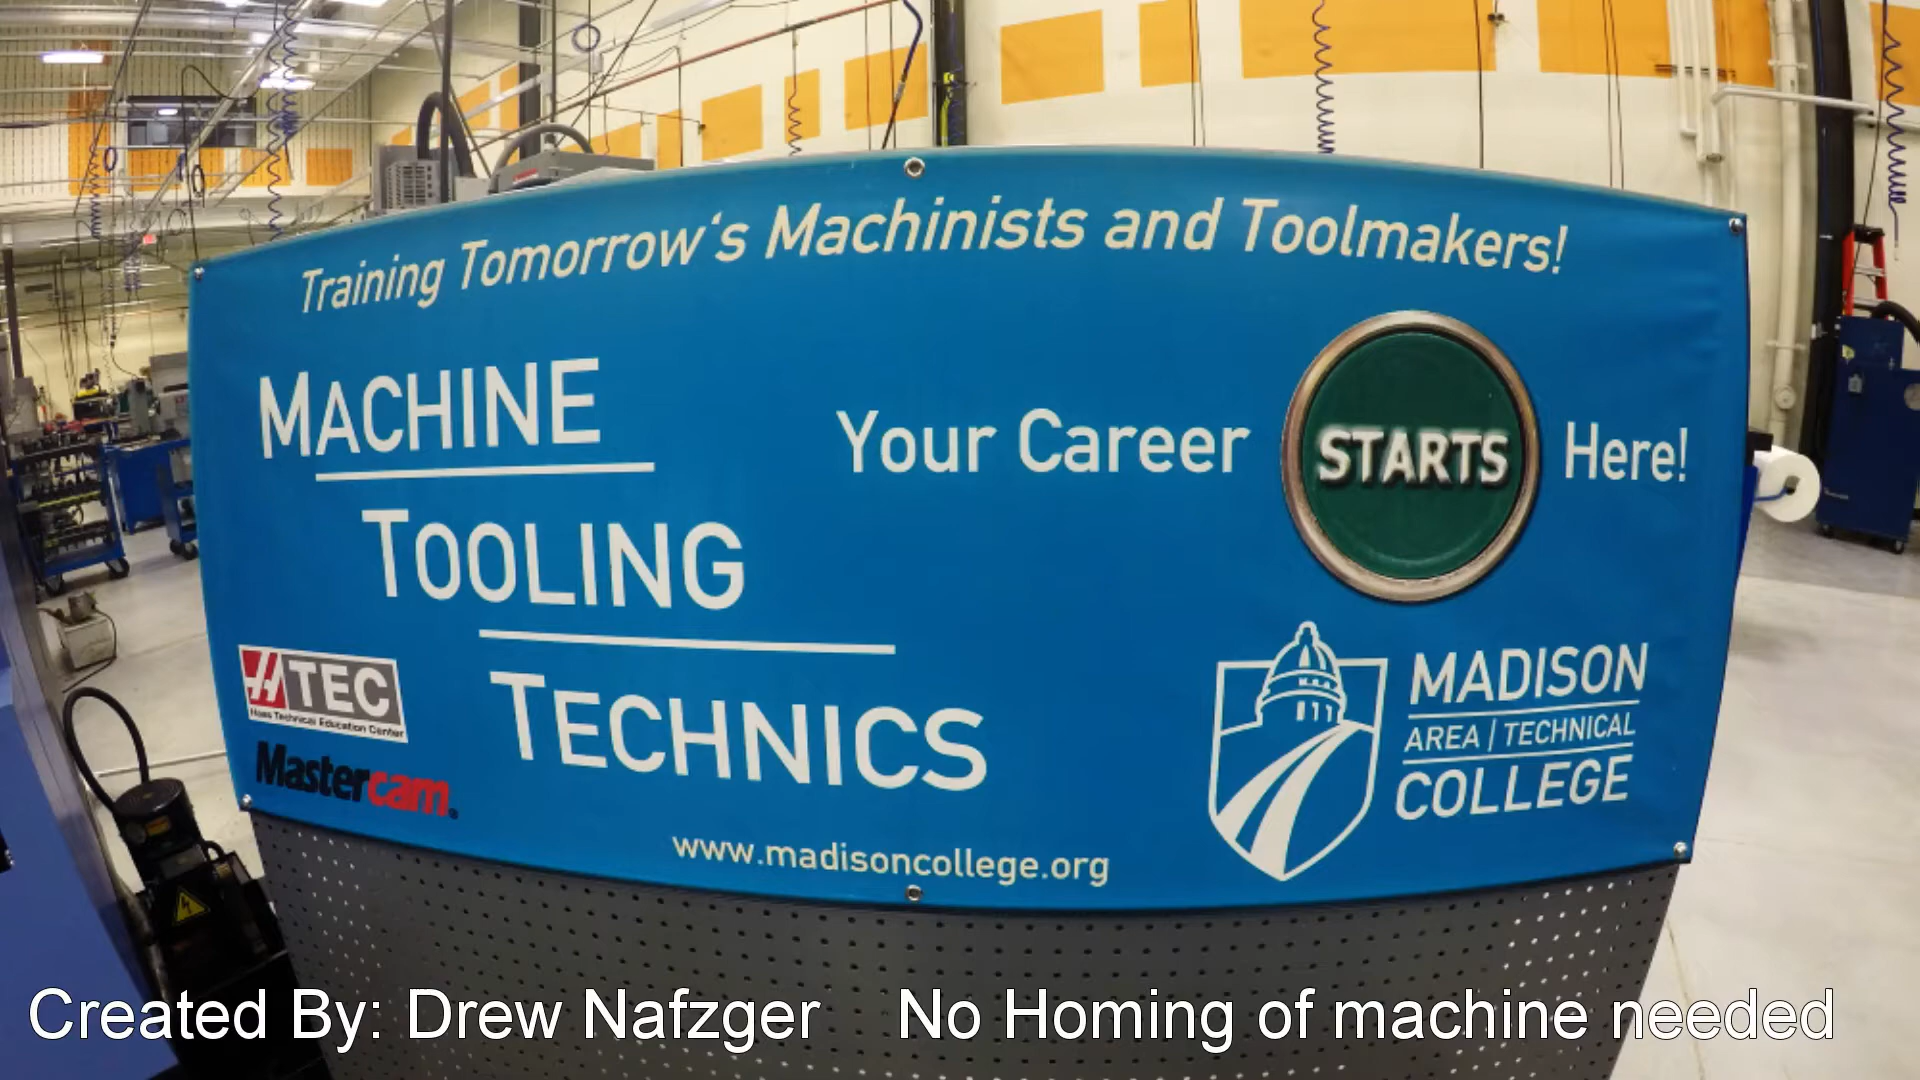 Training Tomorrow‘s Machinists and Toolmakers!
MACHINE
TOOLING
TECHNICS
Your Career STARTS Here!
HTEC
Haas Technical Education Center
Mastercam®
www.madisoncollege.org
MADISON
AREA | TECHNICAL
COLLEGE
Created By: Drew Nafzger No Homing of machine needed